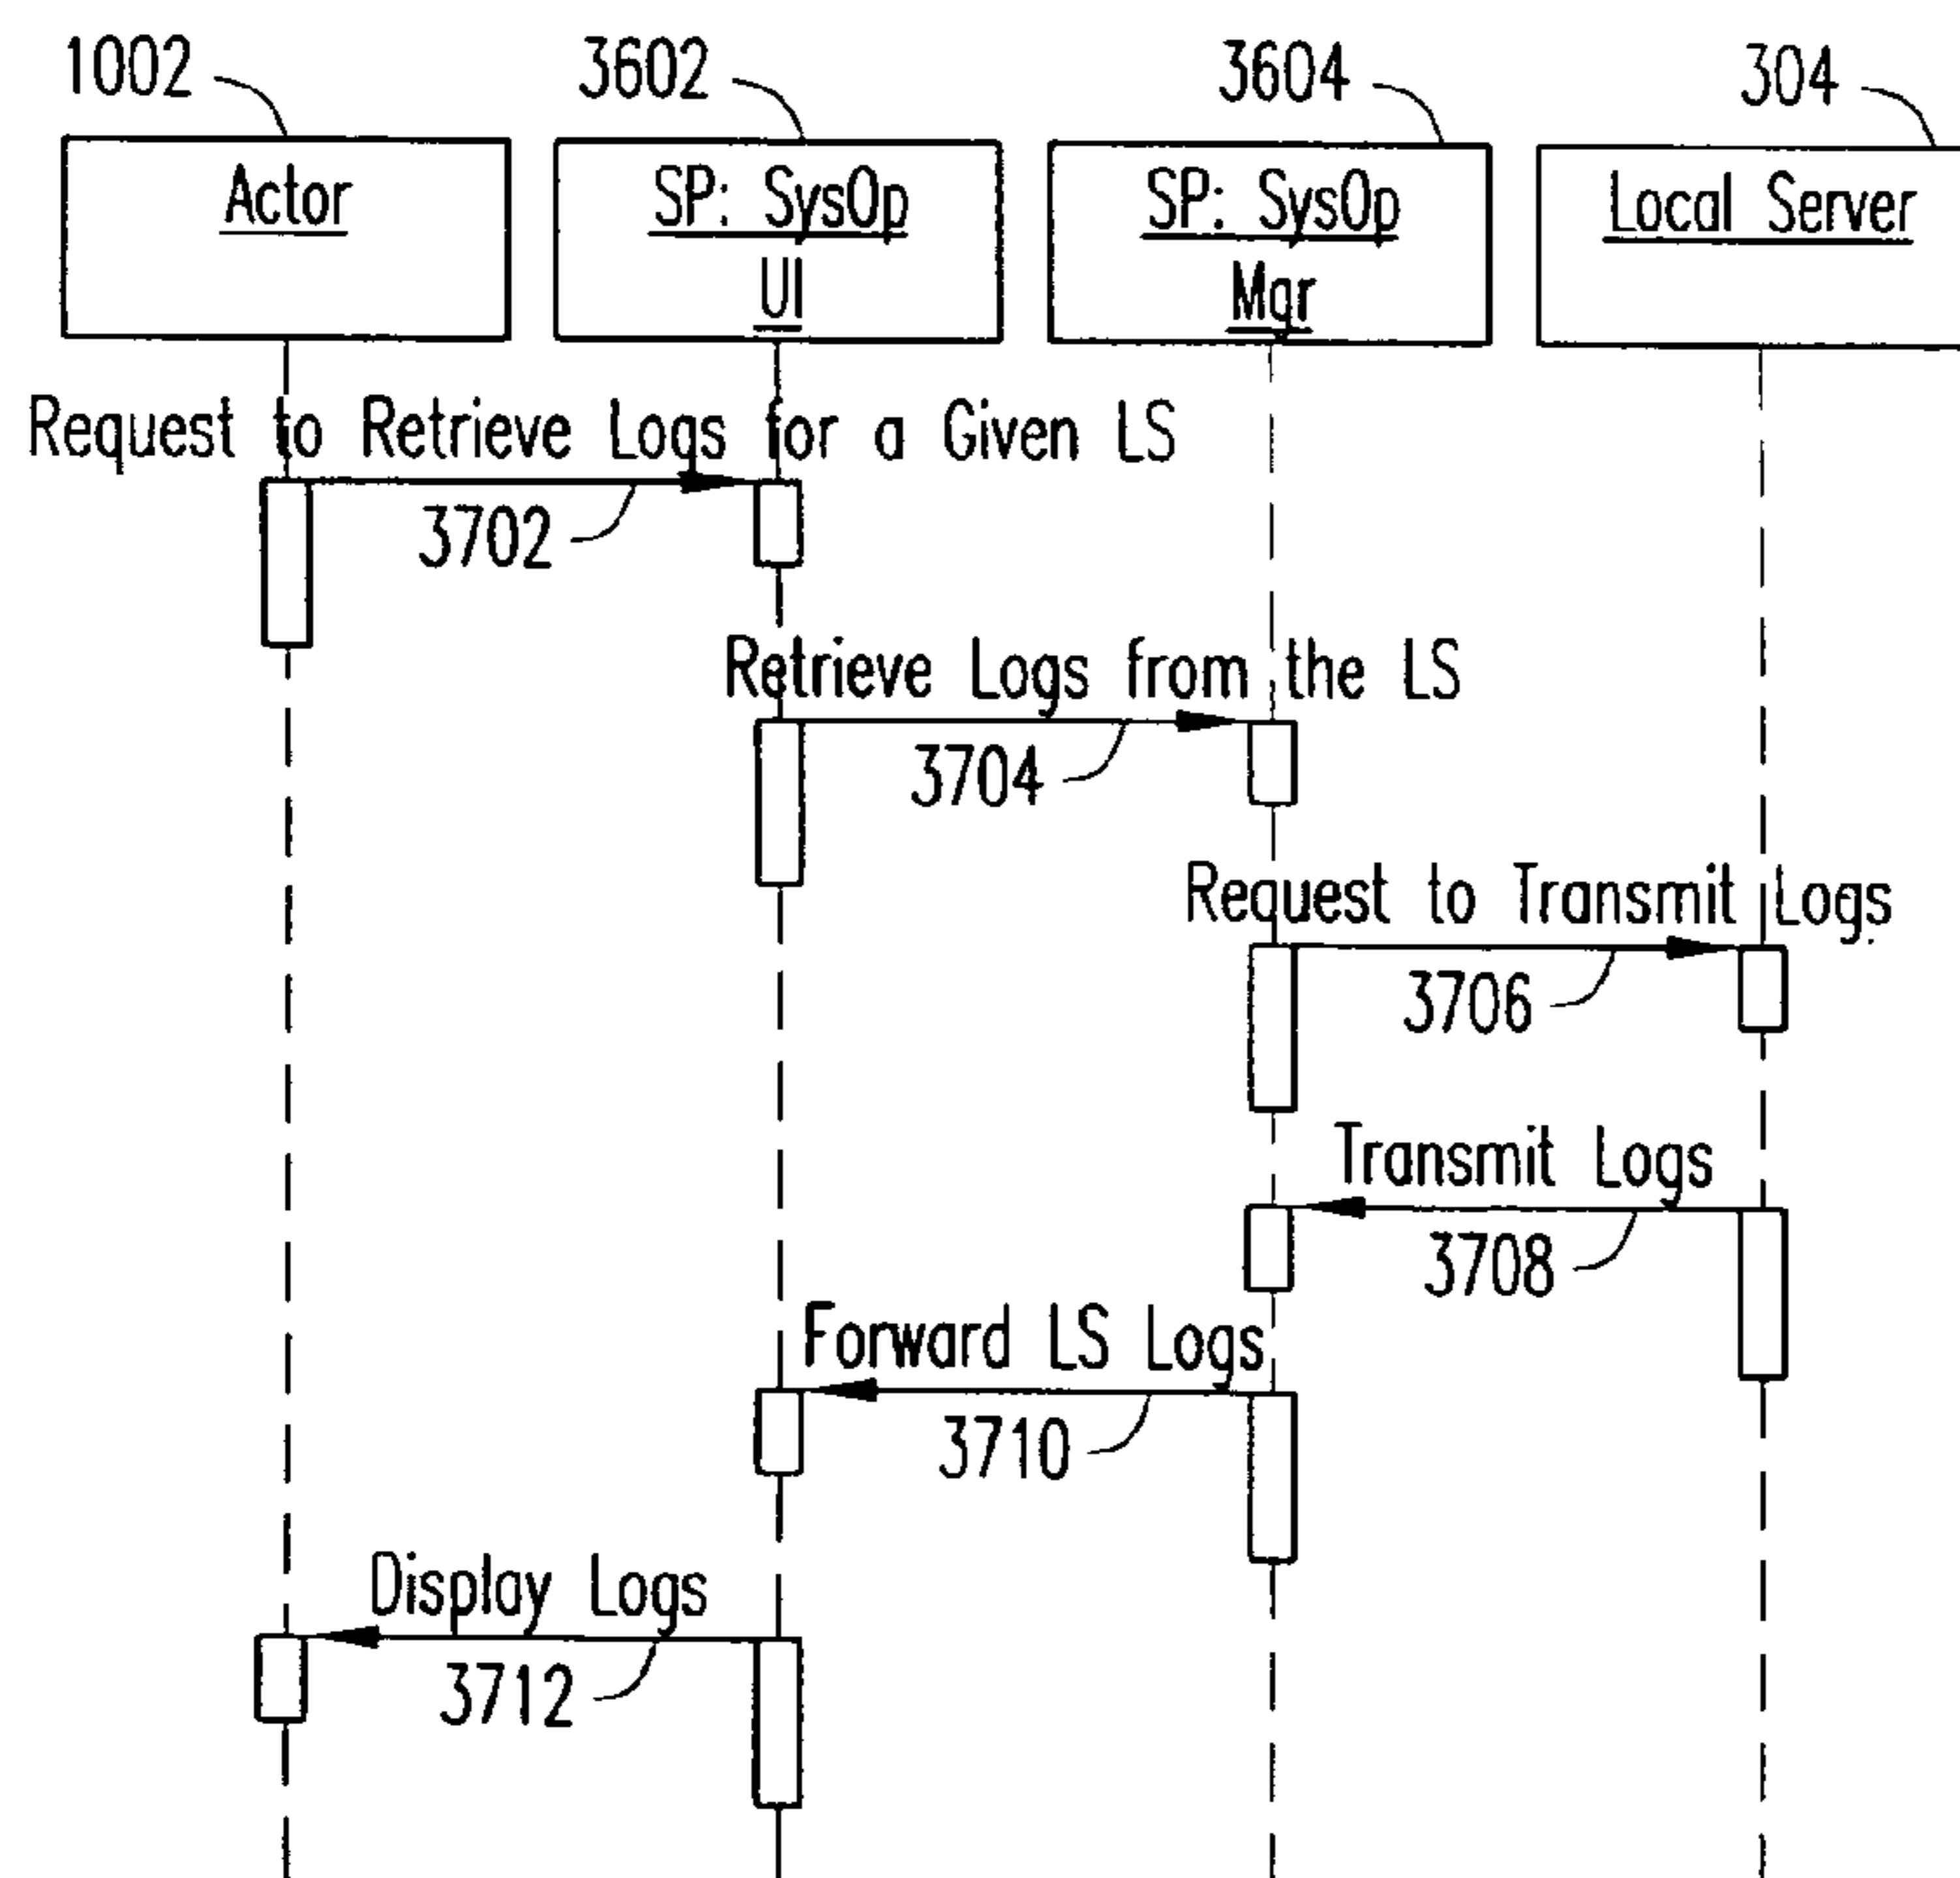 1002
3602
3604
304
Actor
SP: SysOp
UI
SP: SysOp
Mgr
Local Server
Request to Retrieve Logs for a Given LS
3702
Retrieve Logs from the LS
3704
Request to Transmit Logs
3706
Transmit Logs
3708
Forward LS Logs
3710
Display Logs
3712